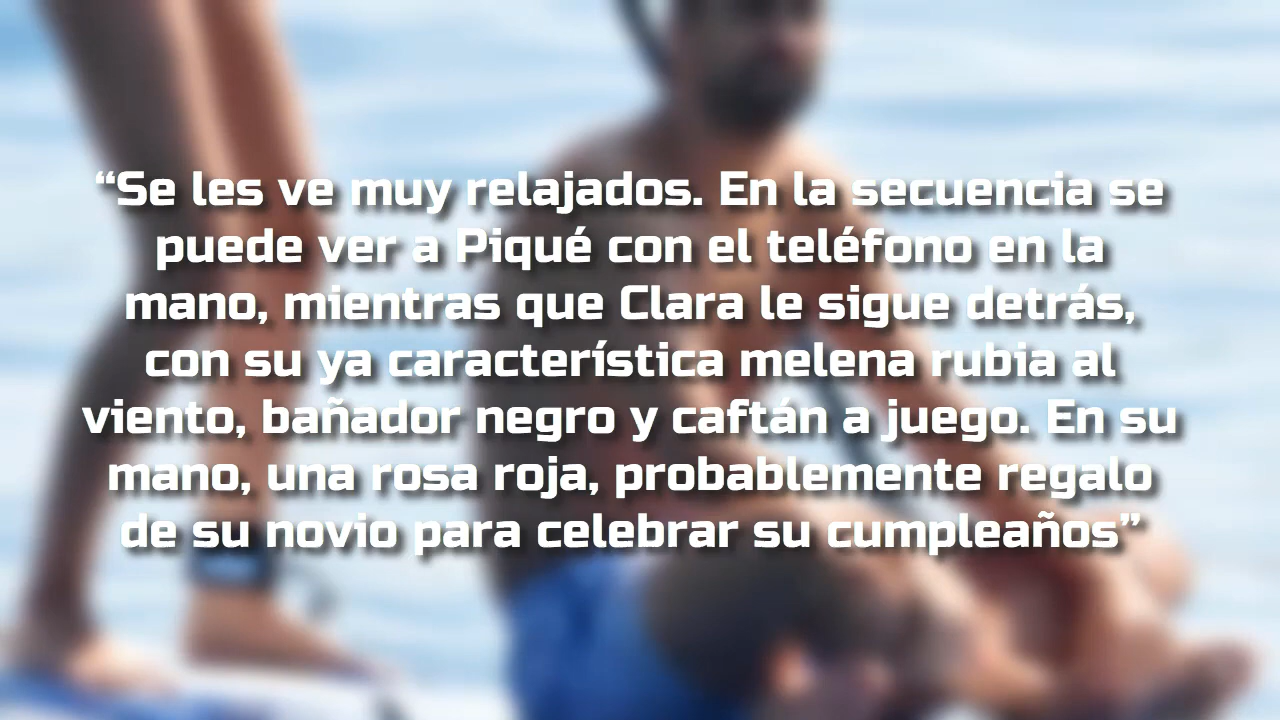 “Se les ve muy relajados. En la secuencia se
puede ver a Piqué con el teléfono en la
mano, mientras que Clara le sigue detrás,
con su ya característica melena rubia al
viento, bañador negro y caftán a juego. En su
mano, una rosa roja, probablemente regalo
de su novio para celebrar su cumpleaños”